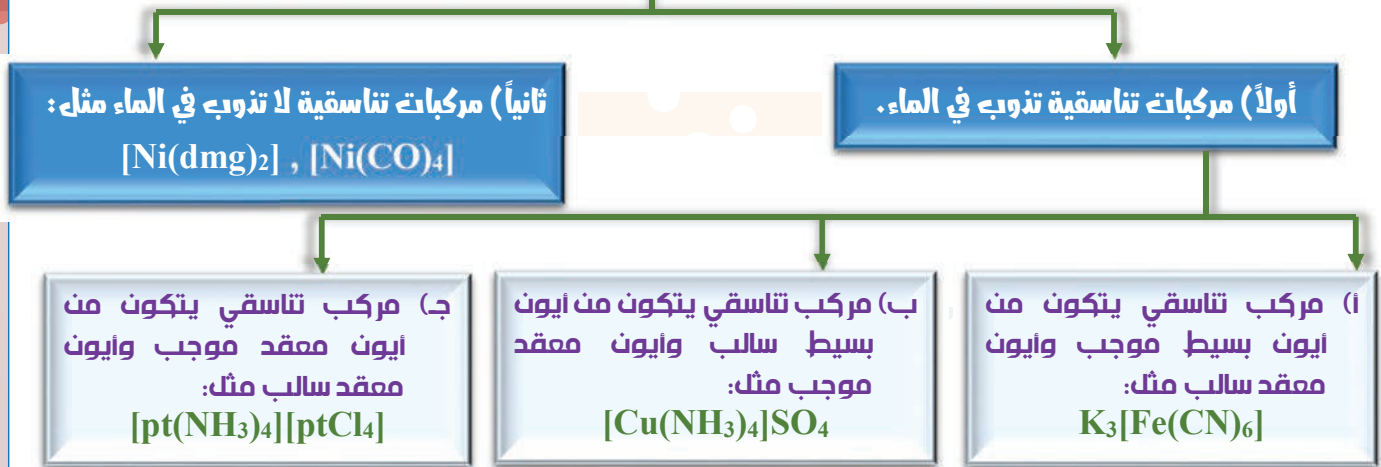 أولاً) مركبات تناسقية تذوب في الماء.
ثانياً) مركبات تناسقية لا تذوب في الماء مثل:
[Ni(dmg)₂] , [Ni(CO)₄]
أ) مركب تناسقي يتكون من
أيون بسيط موجب وأيون
معقد سالب مثل:
K₃[Fe(CN)₆]
ب) مركب تناسقي يتكون من أيون
بسيط سالب وأيون معقد
موجب مثل:
[Cu(NH₃)₄]SO₄
جـ) مركب تناسقي يتكون من
أيون معقد موجب وأيون
معقد سالب مثل:
[pt(NH₃)₄][ptCl₄]